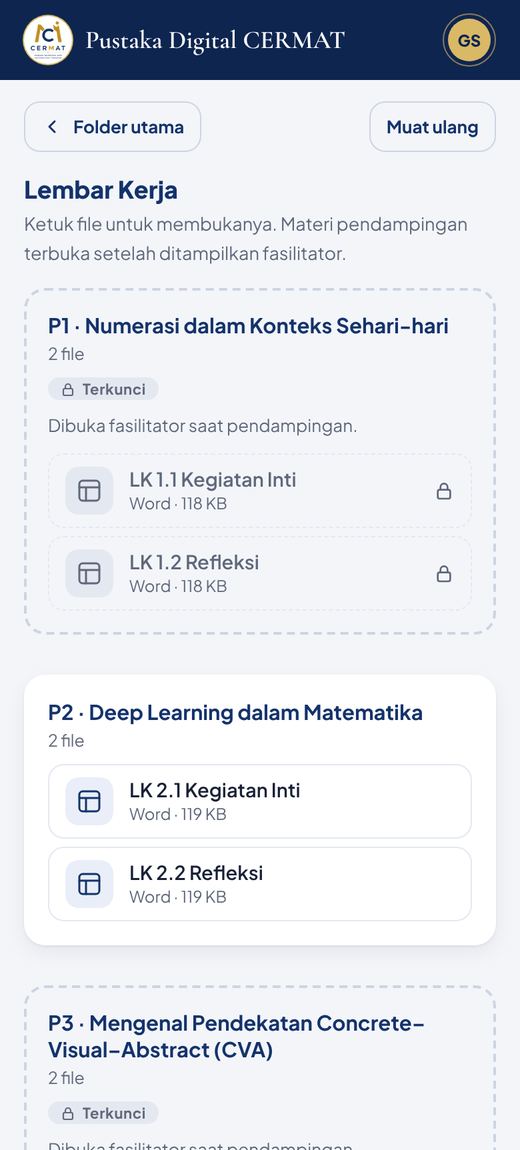 CERMAT
Pustaka Digital CERMAT
GS
Folder utama
Muat ulang
Lembar Kerja
Ketuk file untuk membukanya. Materi pendampingan
terbuka setelah ditampilkan fasilitator.
P1 · Numerasi dalam Konteks Sehari-hari
2 file
Terkunci
Dibuka fasilitator saat pendampingan.
LK 1.1 Kegiatan Inti
Word · 118 KB
LK 1.2 Refleksi
Word · 118 KB
P2 · Deep Learning dalam Matematika
2 file
LK 2.1 Kegiatan Inti
Word · 119 KB
LK 2.2 Refleksi
Word · 119 KB
P3 · Mengenal Pendekatan Concrete–
Visual–Abstract (CVA)
2 file
Terkunci
Dibuka fasilitator saat pendampingan.